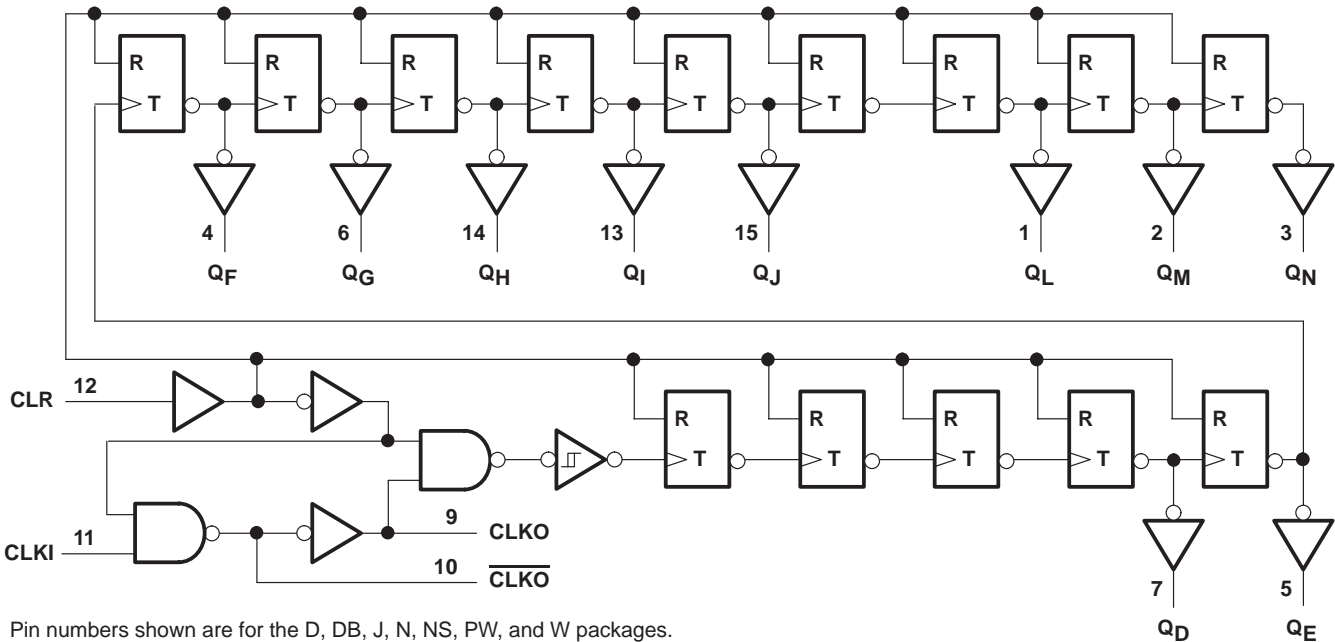 R R R R R R R R R
T T T T T T T T T
4 6 14 13 15 1 2 3
QF QG QH QI QJ QL QM QN
CLR 12
R R R R R
T T T T T
CLKI 11
9 CLKO
10 CLKO
7 5
QD QE
Pin numbers shown are for the D, DB, J, N, NS, PW, and W packages.